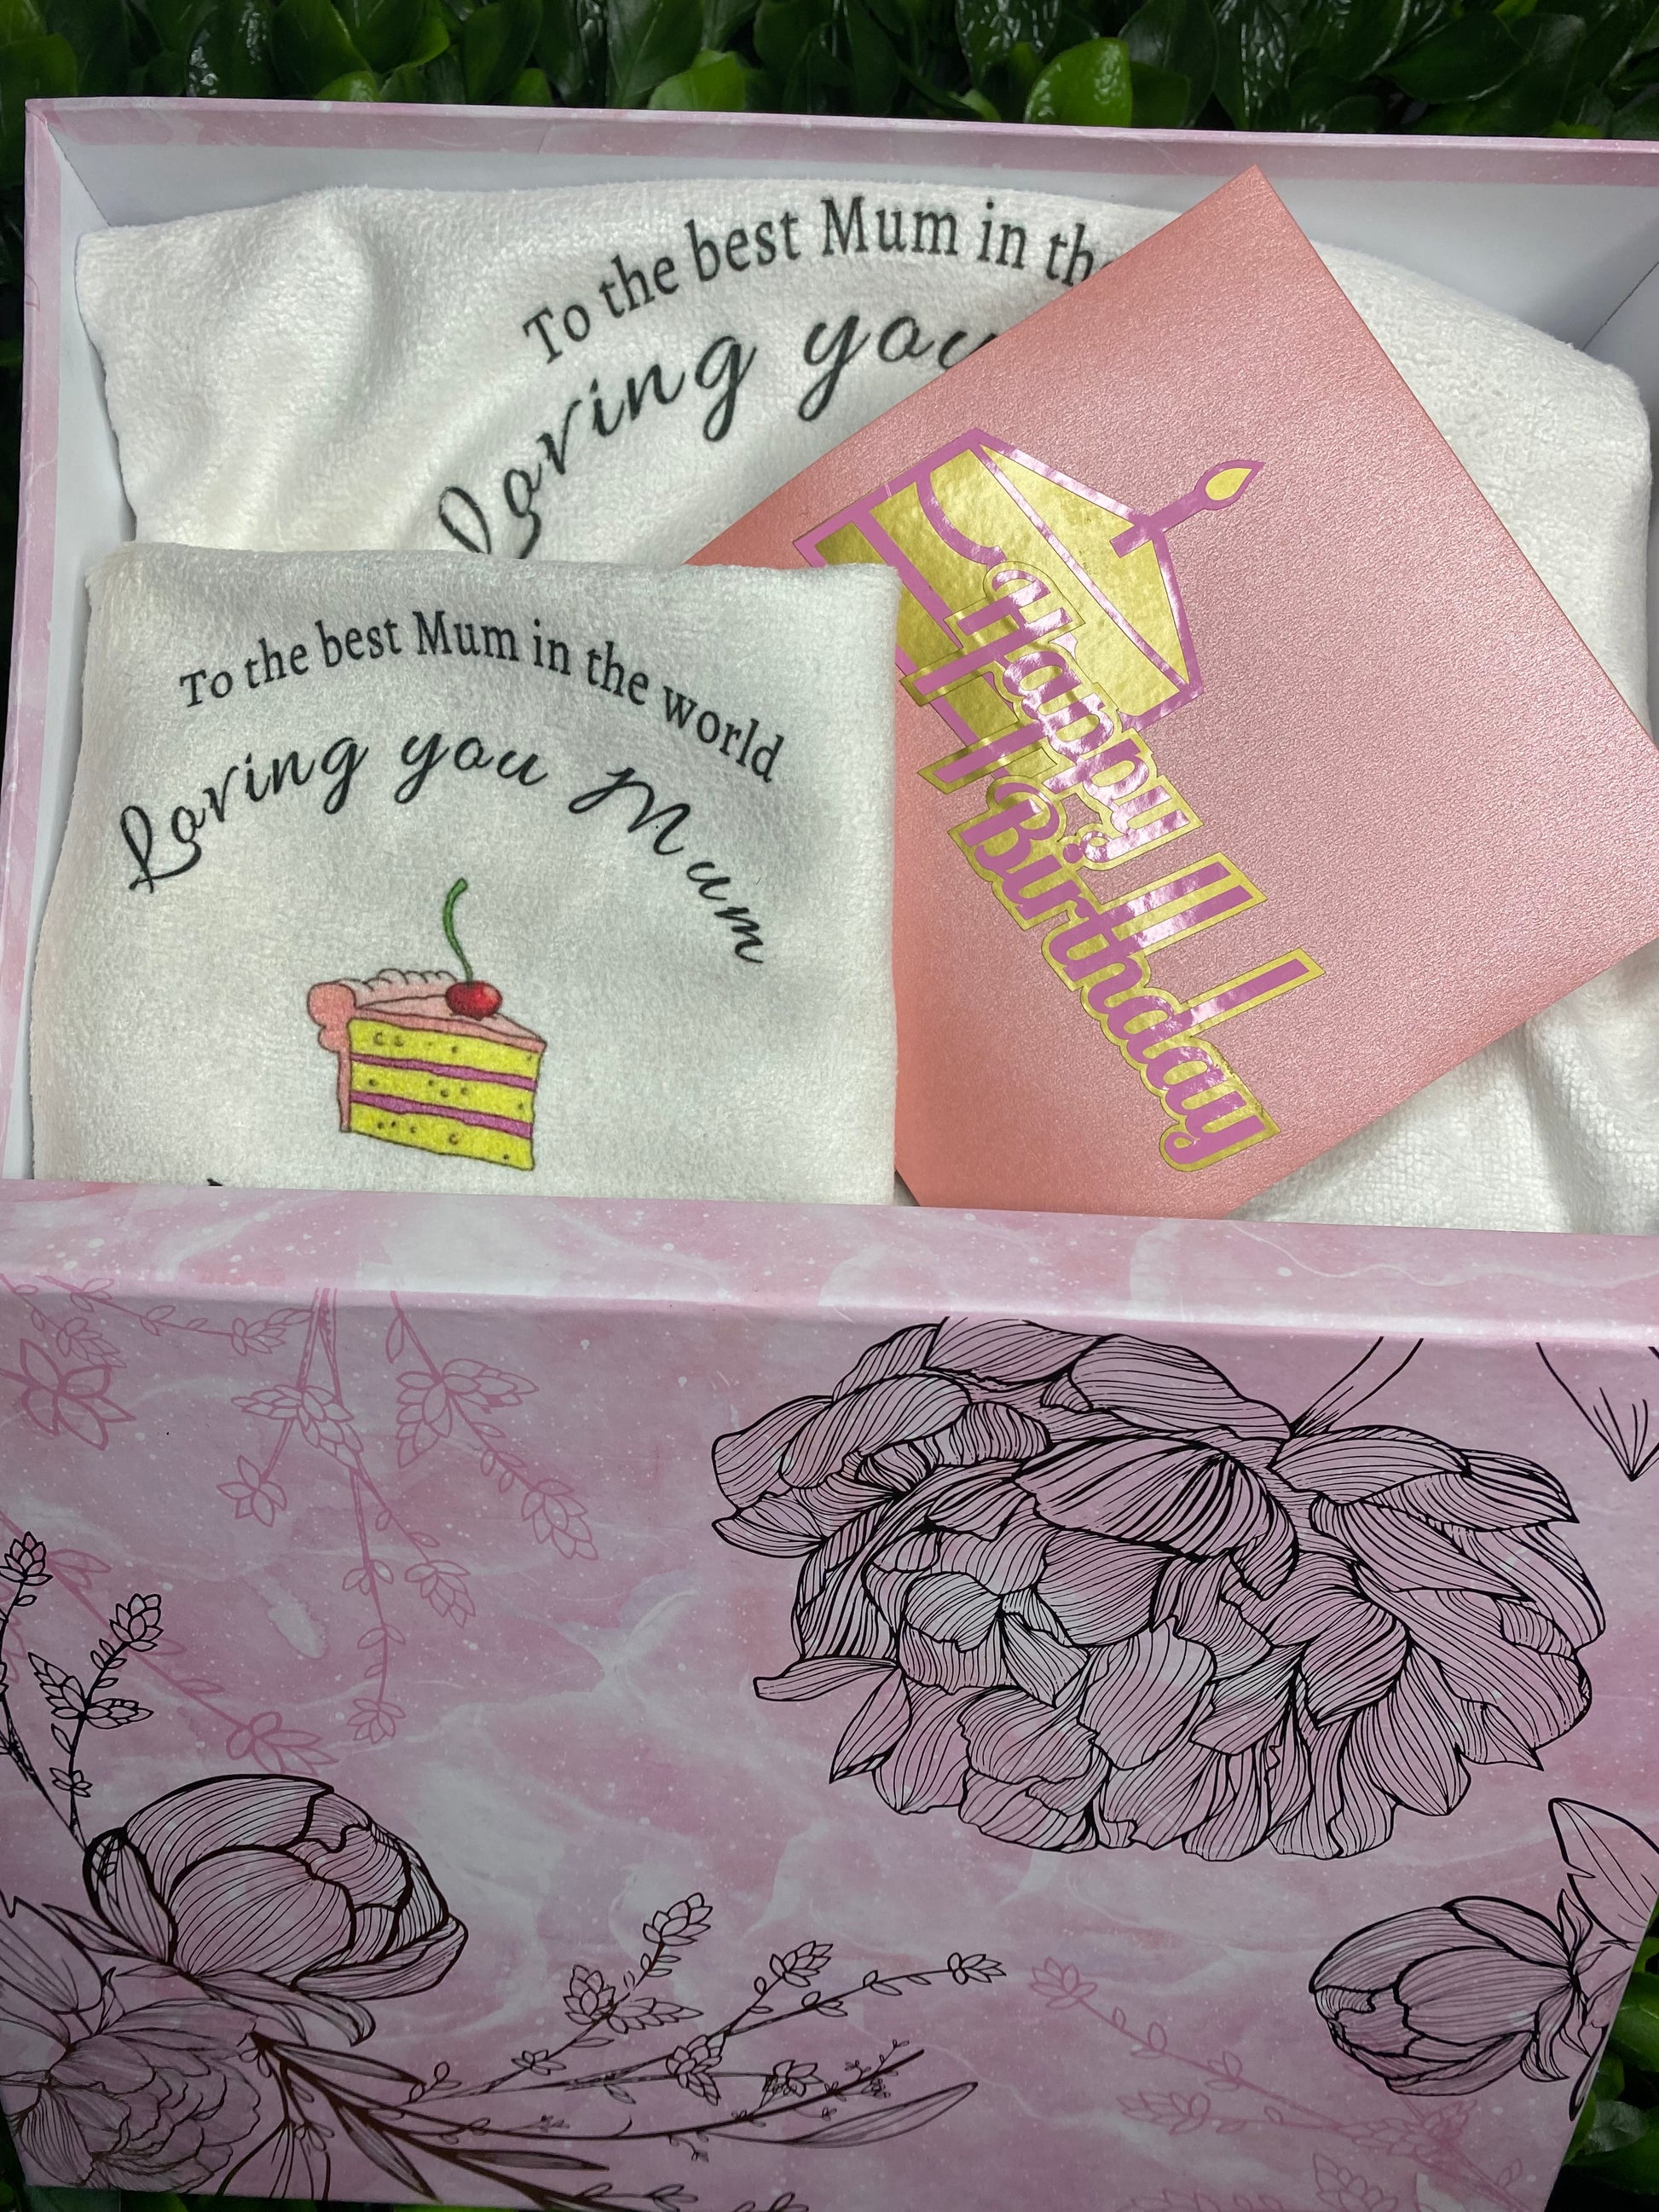 To the best Mum in the
Loving you
To the best Mum in the world
Loving you Mum
Happy
Birthday